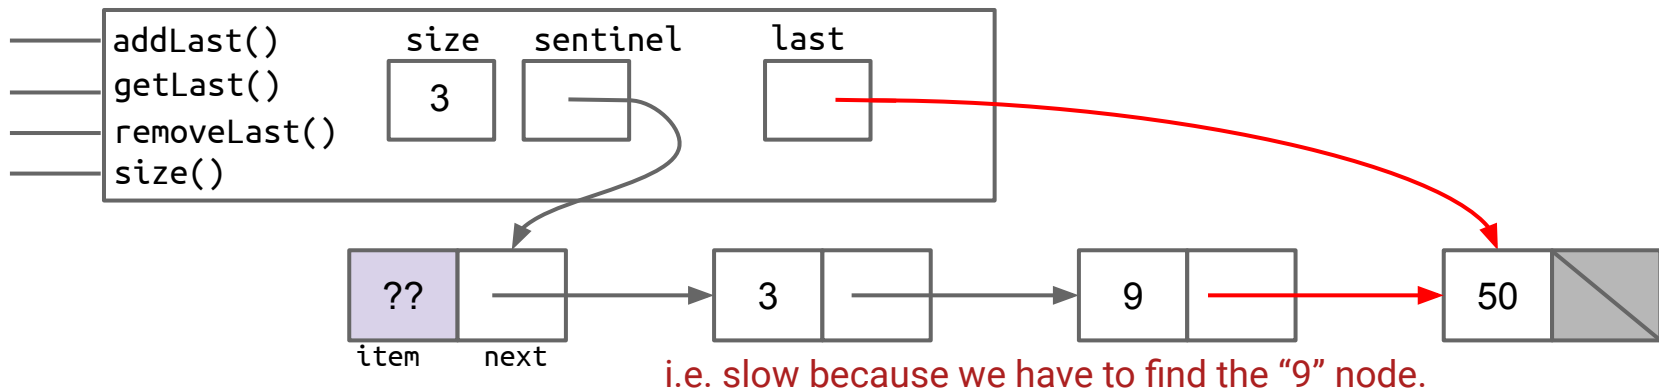 addLast() size sentinel last
getLast() 3
removeLast()
size()
?? 3 9 50
item next
i.e. slow because we have to find the “9” node.